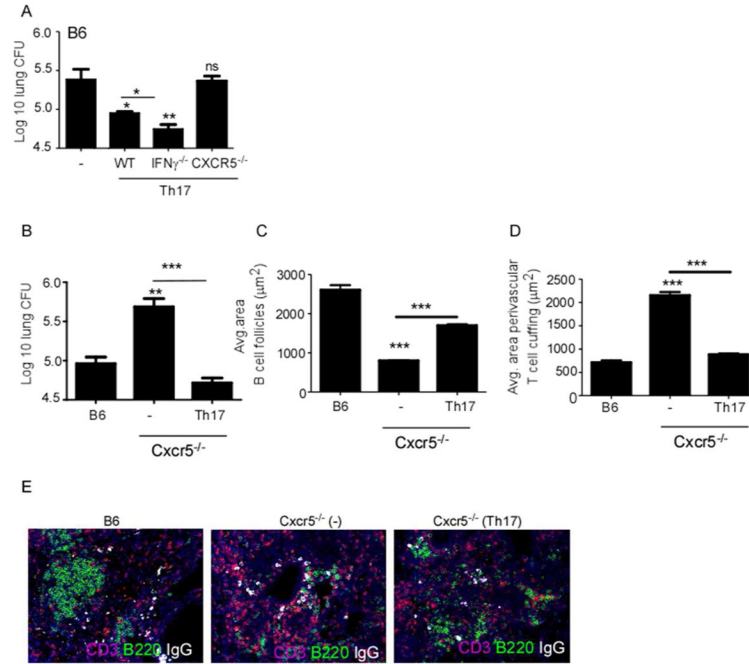 A
B6
Log 10 lung CFU
6.0
5.5
5.0
4.5
*
*
**
ns
- WT IFNγ-/- CXCR5-/-
Th17
B
Log 10 lung CFU
6.0
5.5
5.0
4.5
**
***
B6 - Th17
Cxcr5-/-
C
Avg.area
B cell follicles (μm2)
3000
2000
1000
0
***
***
B6 - Th17
Cxcr5-/-
D
Avg. area perivascular
T cell cuffing (μm2)
2500
2000
1500
1000
500
0
***
***
B6 - Th17
Cxcr5-/-
E
B6 Cxcr5-/- (-) Cxcr5-/- (Th17)
CD3 B220 IgG CD3 B220 IgG CD3 B220 IgG